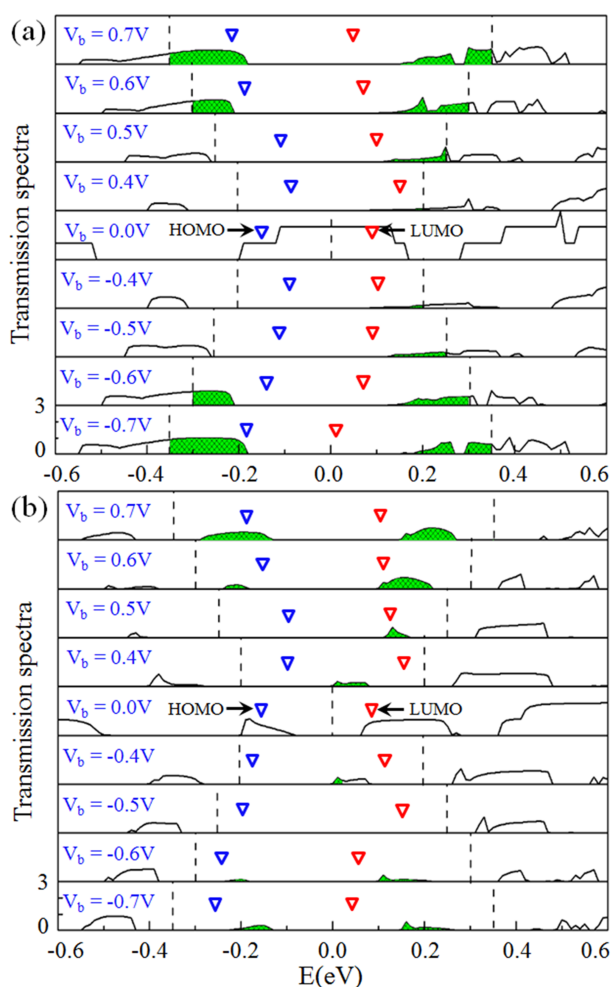 (a)
Transmission spectra
V_b = 0.7V
V_b = 0.6V
V_b = 0.5V
V_b = 0.4V
V_b = 0.0V HOMO LUMO
V_b = -0.4V
V_b = -0.5V
V_b = -0.6V
3
V_b = -0.7V
0
-0.6 -0.4 -0.2 0.0 0.2 0.4 0.6
(b)
Transmission spectra
V_b = 0.7V
V_b = 0.6V
V_b = 0.5V
V_b = 0.4V
V_b = 0.0V HOMO LUMO
V_b = -0.4V
V_b = -0.5V
V_b = -0.6V
3
V_b = -0.7V
0
-0.6 -0.4 -0.2 0.0 0.2 0.4 0.6
E(eV)